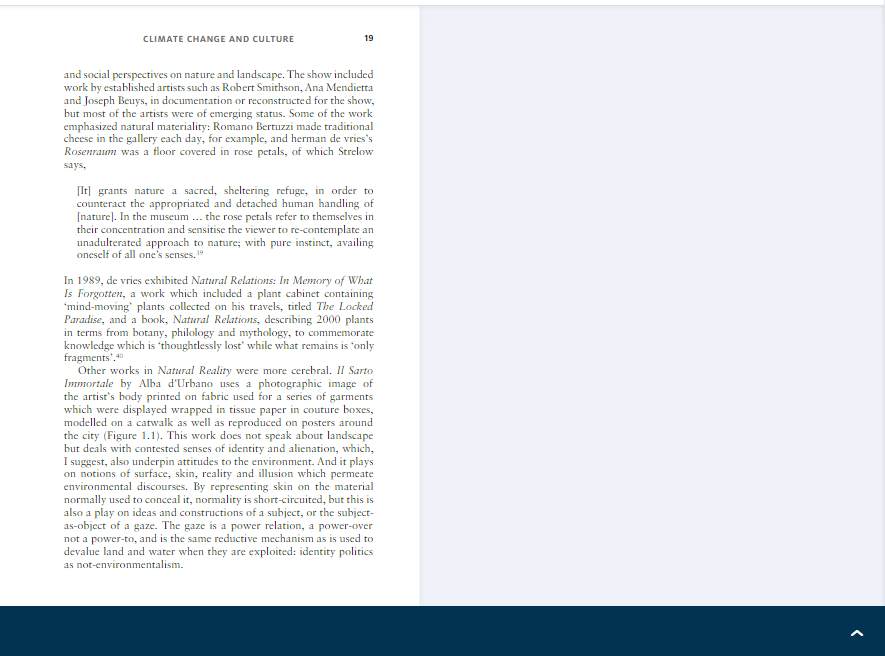 CLIMATE CHANGE AND CULTURE 19
and social perspectives on nature and landscape. The show included
work by established artists such as Robert Smithson, Ana Mendietta
and Joseph Beuys, in documentation or reconstructed for the show,
but most of the artists were of emerging status. Some of the work
emphasized natural materiality: Romano Bertuzzi made traditional
cheese in the gallery each day, for example, and herman de vries's
Rosenraum was a floor covered in rose petals, of which Strelow
says,
[It] grants nature a sacred, sheltering refuge, in order to
counteract the appropriated and detached human handling of
[nature]. In the museum … the rose petals refer to themselves in
their concentration and sensitise the viewer to re-contemplate an
unadulterated approach to nature; with pure instinct, availing
oneself of all one's senses.³⁹
In 1989, de vries exhibited Natural Relations: In Memory of What
Is Forgotten, a work which included a plant cabinet containing
‘mind-moving’ plants collected on his travels, titled The Locked
Paradise, and a book, Natural Relations, describing 2000 plants
in terms from botany, philology and mythology, to commemorate
knowledge which is ‘thoughtlessly lost’ while what remains is ‘only
fragments’.⁴⁰
Other works in Natural Reality were more cerebral. Il Sarto
Immortale by Alba d’Urbano uses a photographic image of
the artist’s body printed on fabric used for a series of garments
which were displayed wrapped in tissue paper in couture boxes,
modelled on a catwalk as well as reproduced on posters around
the city (Figure 1.1). This work does not speak about landscape
but deals with contested senses of identity and alienation, which,
I suggest, also underpin attitudes to the environment. And it plays
on notions of surface, skin, reality and illusion which permeate
environmental discourses. By representing skin on the material
normally used to conceal it, normality is short-circuited, but this is
also a play on ideas and constructions of a subject, or the subject-
as-object of a gaze. The gaze is a power relation, a power-over
not a power-to, and is the same reductive mechanism as is used to
devalue land and water when they are exploited: identity politics
as not-environmentalism.